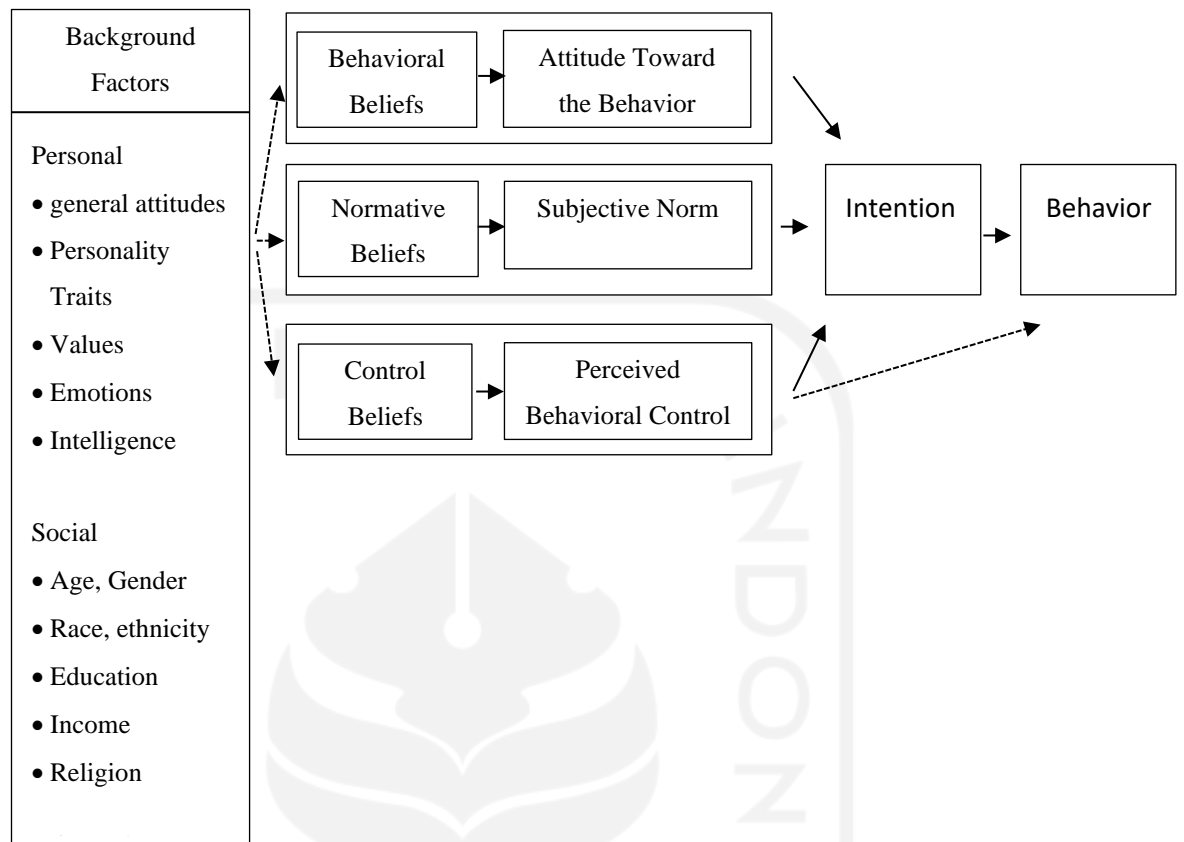 Background
Factors
Personal
• general attitudes
• Personality
Traits
• Values
• Emotions
• Intelligence
Social
• Age, Gender
• Race, ethnicity
• Education
• Income
• Religion
Behavioral
Beliefs
Attitude Toward
the Behavior
Normative
Beliefs
Subjective Norm
Control
Beliefs
Perceived
Behavioral Control
Intention
Behavior